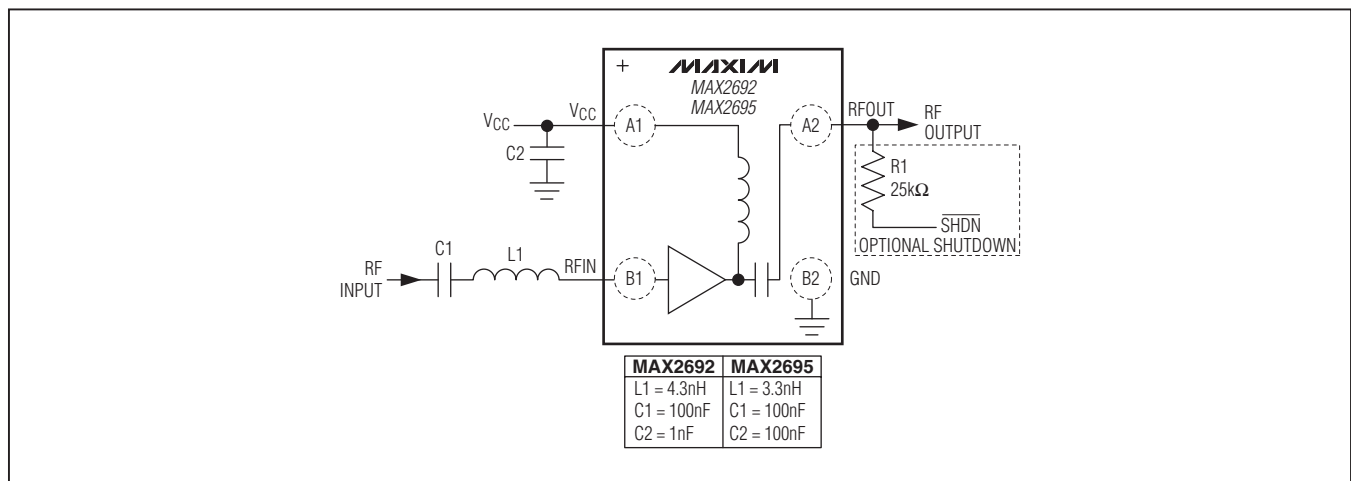 + MAXIM
MAX2692
MAX2695
VCC
VCC
A1
A2
RFOUT
RF
OUTPUT
C2
R1
25kΩ
SHDN
OPTIONAL SHUTDOWN
C1
L1
RF
INPUT
RFIN
B1
B2
GND
MAX2692 MAX2695
L1 = 4.3nH L1 = 3.3nH
C1 = 100nF C1 = 100nF
C2 = 1nF C2 = 100nF